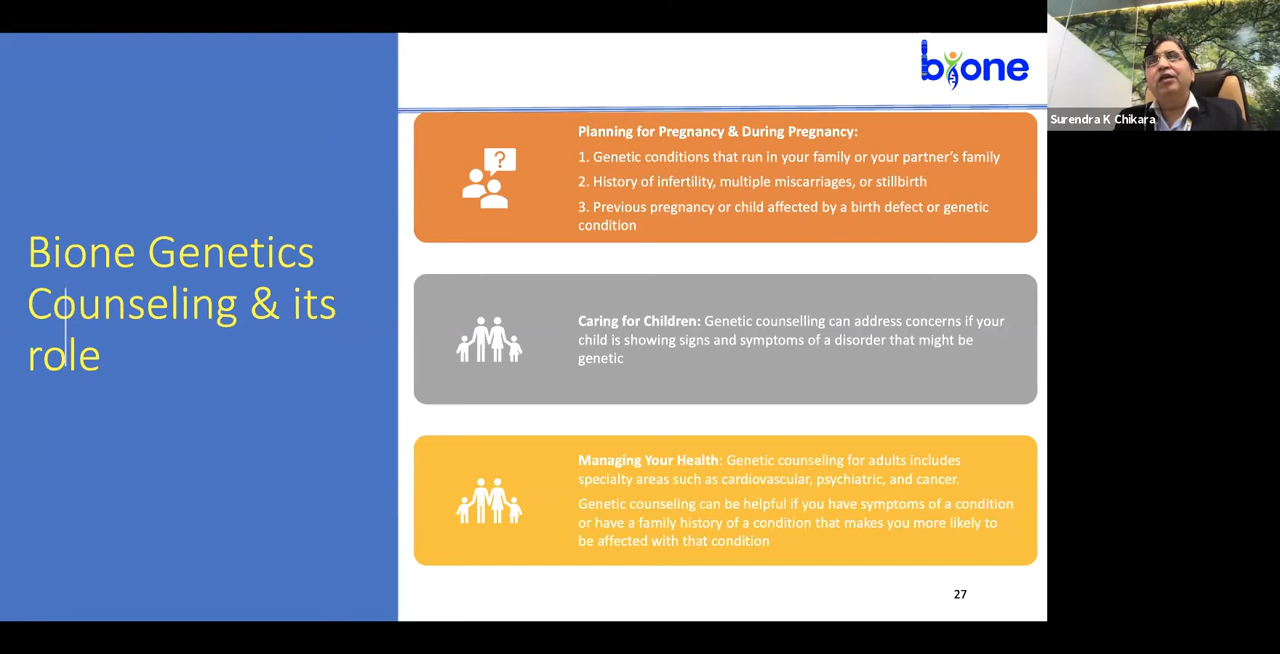 bione
Surendra K Chikara
Bione Genetics
Counseling & its
role
Planning for Pregnancy & During Pregnancy:
1. Genetic conditions that run in your family or your partner's family
2. History of infertility, multiple miscarriages, or stillbirth
3. Previous pregnancy or child affected by a birth defect or genetic
condition
?
Caring for Children: Genetic counselling can address concerns if your
child is showing signs and symptoms of a disorder that might be
genetic
Managing Your Health: Genetic counseling for adults includes
specialty areas such as cardiovascular, psychiatric, and cancer.
Genetic counseling can be helpful if you have symptoms of a condition
or have a family history of a condition that makes you more likely to
be affected with that condition
27